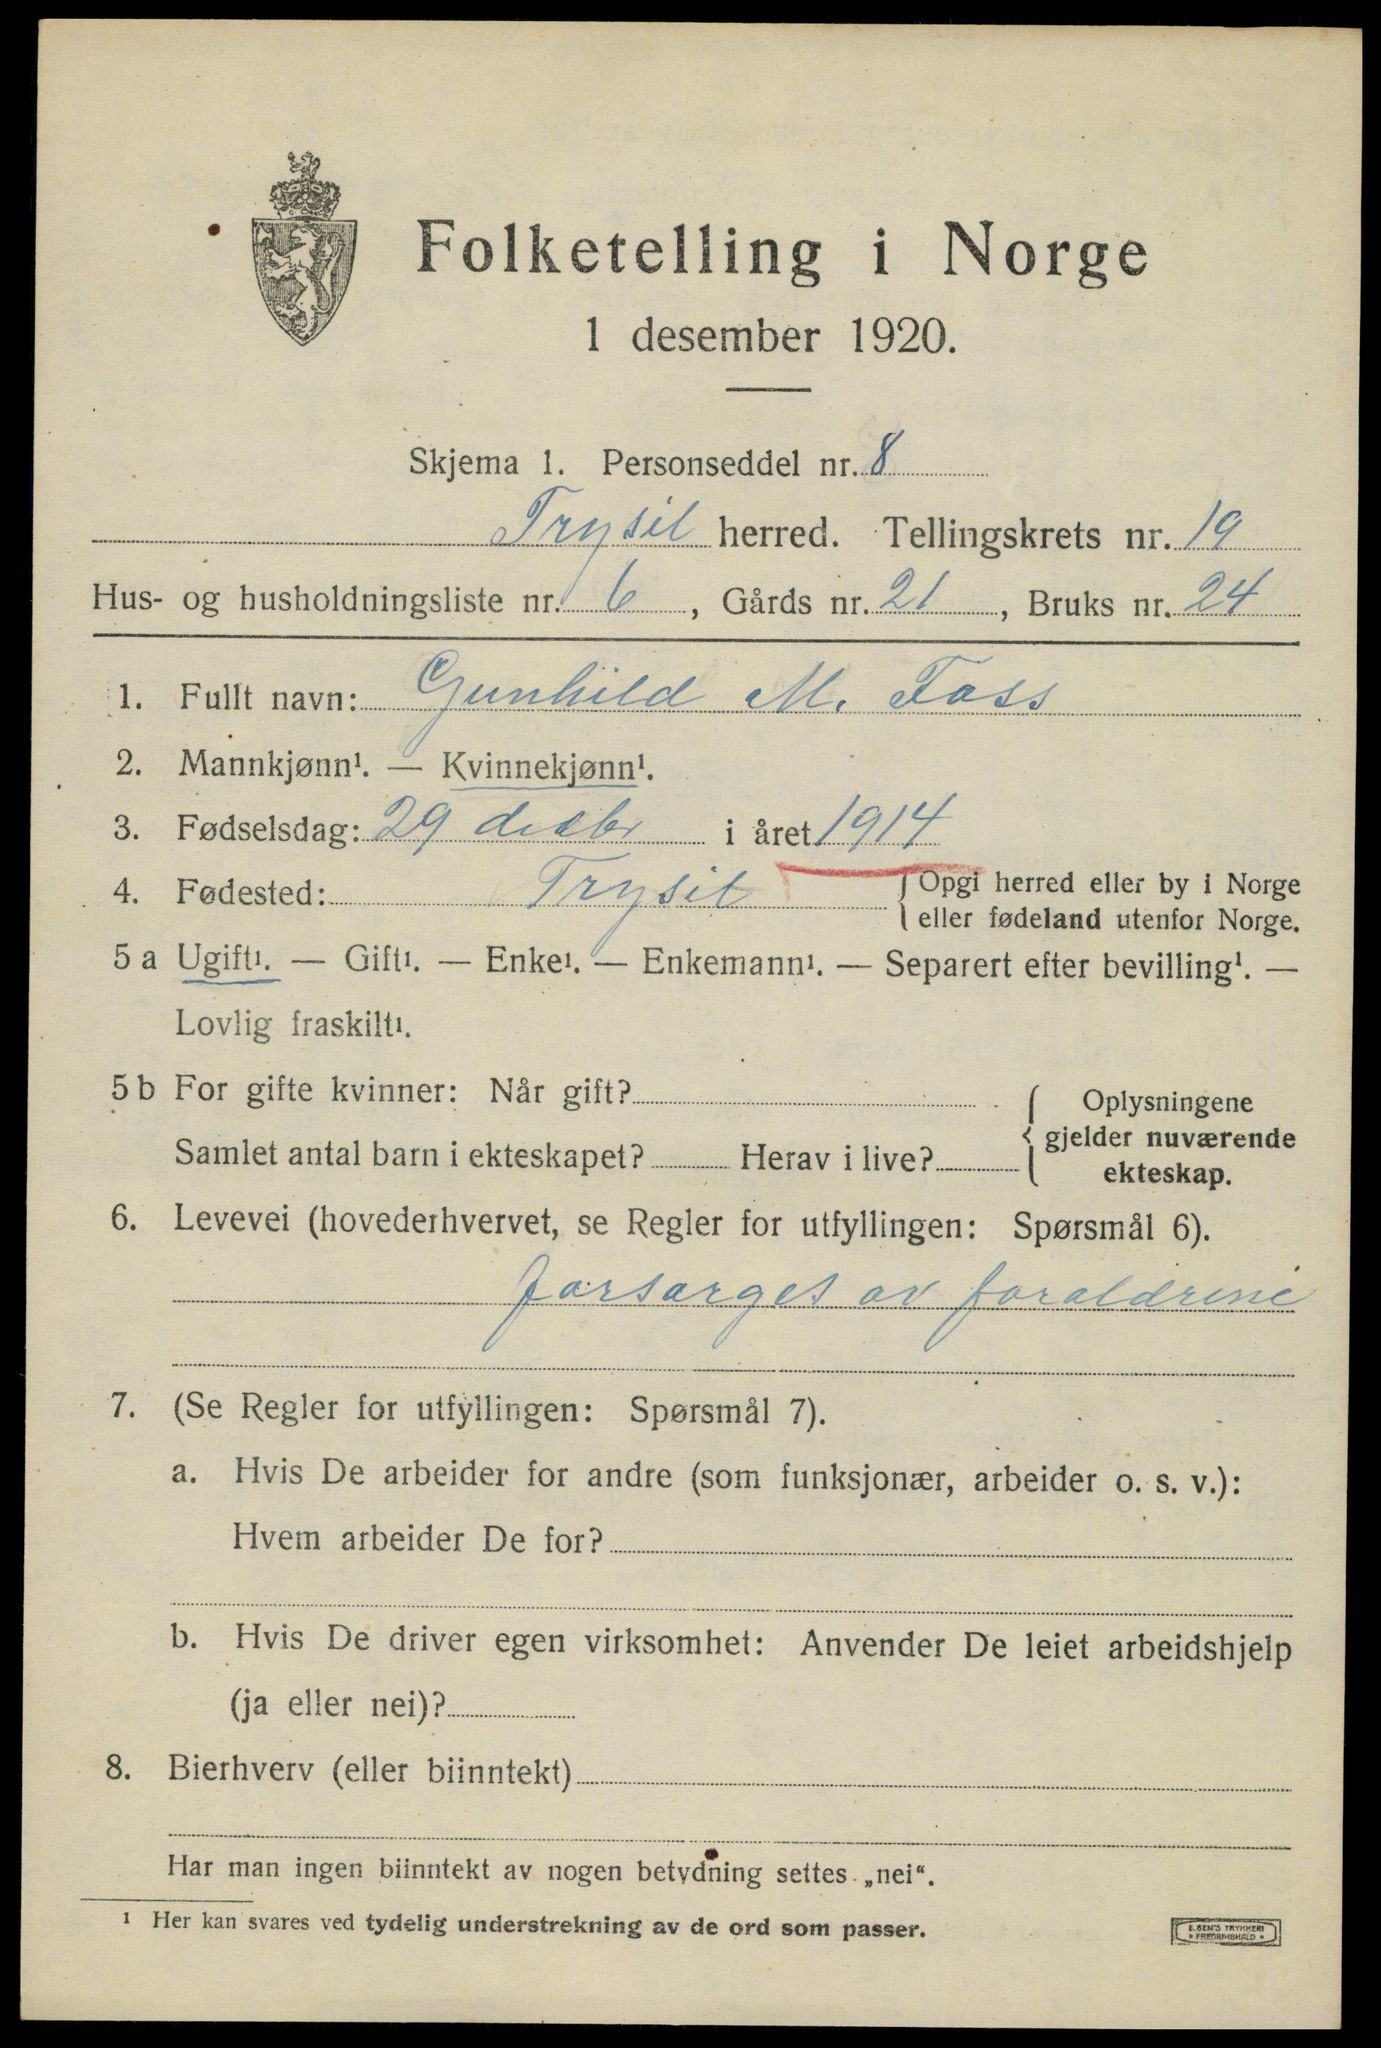 Folketelling i Norge
1 desember 1920.
Skjema 1. Personseddel nr. 8
Trysil herred. Tellingskrets nr. 19
Hus- og husholdningsliste nr. 6, Gårds nr. 21, Bruks nr. 24
1. Fullt navn: Gunhild M. Foss
2. Mannkjønn¹. — Kvinnekjønn¹.
3. Fødselsdag: 29 desbr i året 1914
4. Fødested: Trysil Opgi herred eller by i Norge
eller fødeland utenfor Norge.
5 a Ugift¹. — Gift¹. — Enke¹. — Enkemann¹. — Separert efter bevilling¹. —
Lovlig fraskilt¹.
5 b For gifte kvinner: Når gift? Oplysningene
gjelder nuværende
Samlet antal barn i ekteskapet? Herav i live?
ekteskap.
6. Levevei (hovederhvervet, se Regler for utfyllingen: Spørsmål 6).
forsorges av foraldrene
7. (Se Regler for utfyllingen: Spørsmål 7).
a. Hvis De arbeider for andre (som funksjonær, arbeider o. s. v.):
Hvem arbeider De for?
b. Hvis De driver egen virksomhet: Anvender De leiet arbeidshjelp
(ja eller nei)?
8. Bierhverv (eller biinntekt)
Har man ingen biinntekt av nogen betydning settes „nei“.
¹ Her kan svares ved tydelig understrekning av de ord som passer.
E. SEM'S TRYKKERI
• FREDRIKSHALD •